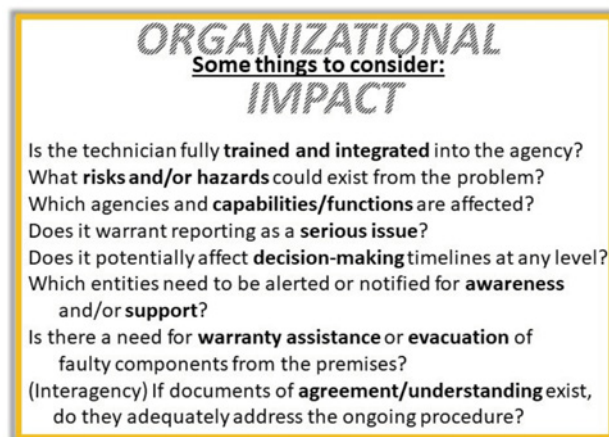 ORGANIZATIONAL
Some things to consider:
IMPACT
Is the technician fully trained and integrated into the agency?
What risks and/or hazards could exist from the problem?
Which agencies and capabilities/functions are affected?
Does it warrant reporting as a serious issue?
Does it potentially affect decision-making timelines at any level?
Which entities need to be alerted or notified for awareness
and/or support?
Is there a need for warranty assistance or evacuation of
faulty components from the premises?
(Interagency) If documents of agreement/understanding exist,
do they adequately address the ongoing procedure?